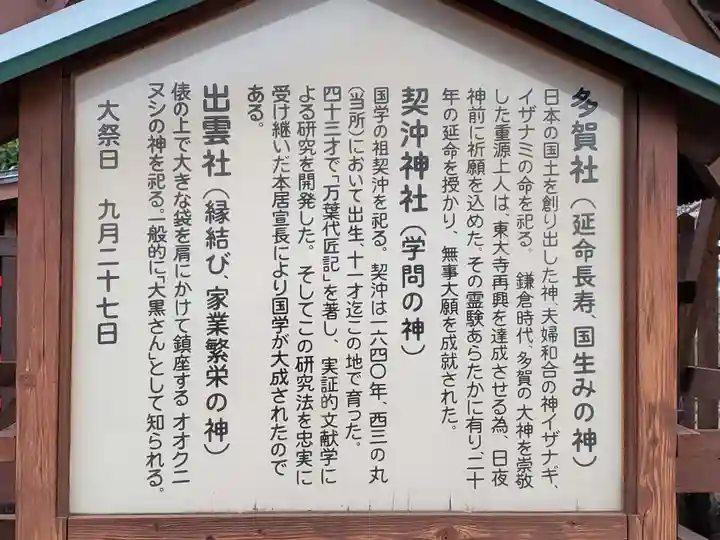 多賀社（延命長寿、国生みの神）
日本の国土を創り出した神、夫婦和合の神イザナギ、
イザナミの命を祀る。鎌倉時代、多賀の大神を崇敬
した重源上人は、東大寺再興を達成させる為、日夜
神前に祈願を込めた。その霊験あらたかに有り、二十
年の延命を授かり、無事大願を成就された。
契沖神社（学問の神）
国学の祖契沖を祀る。契沖は一六四〇年、西三の丸
（当所）において出生、十一才迄この地で育った。
四十三才で「万葉代匠記」を著し、実証的文献学に
よる研究を開発した。そしてこの研究法を忠実に
受け継いだ本居宣長により国学が大成されたので
ある。
出雲社（縁結び、家業繁栄の神）
俵の上で大きな袋を肩にかけて鎮座する オオクニ
ヌシの神を祀る。一般的に「大黒さん」として知られる。
大祭日 九月二十七日